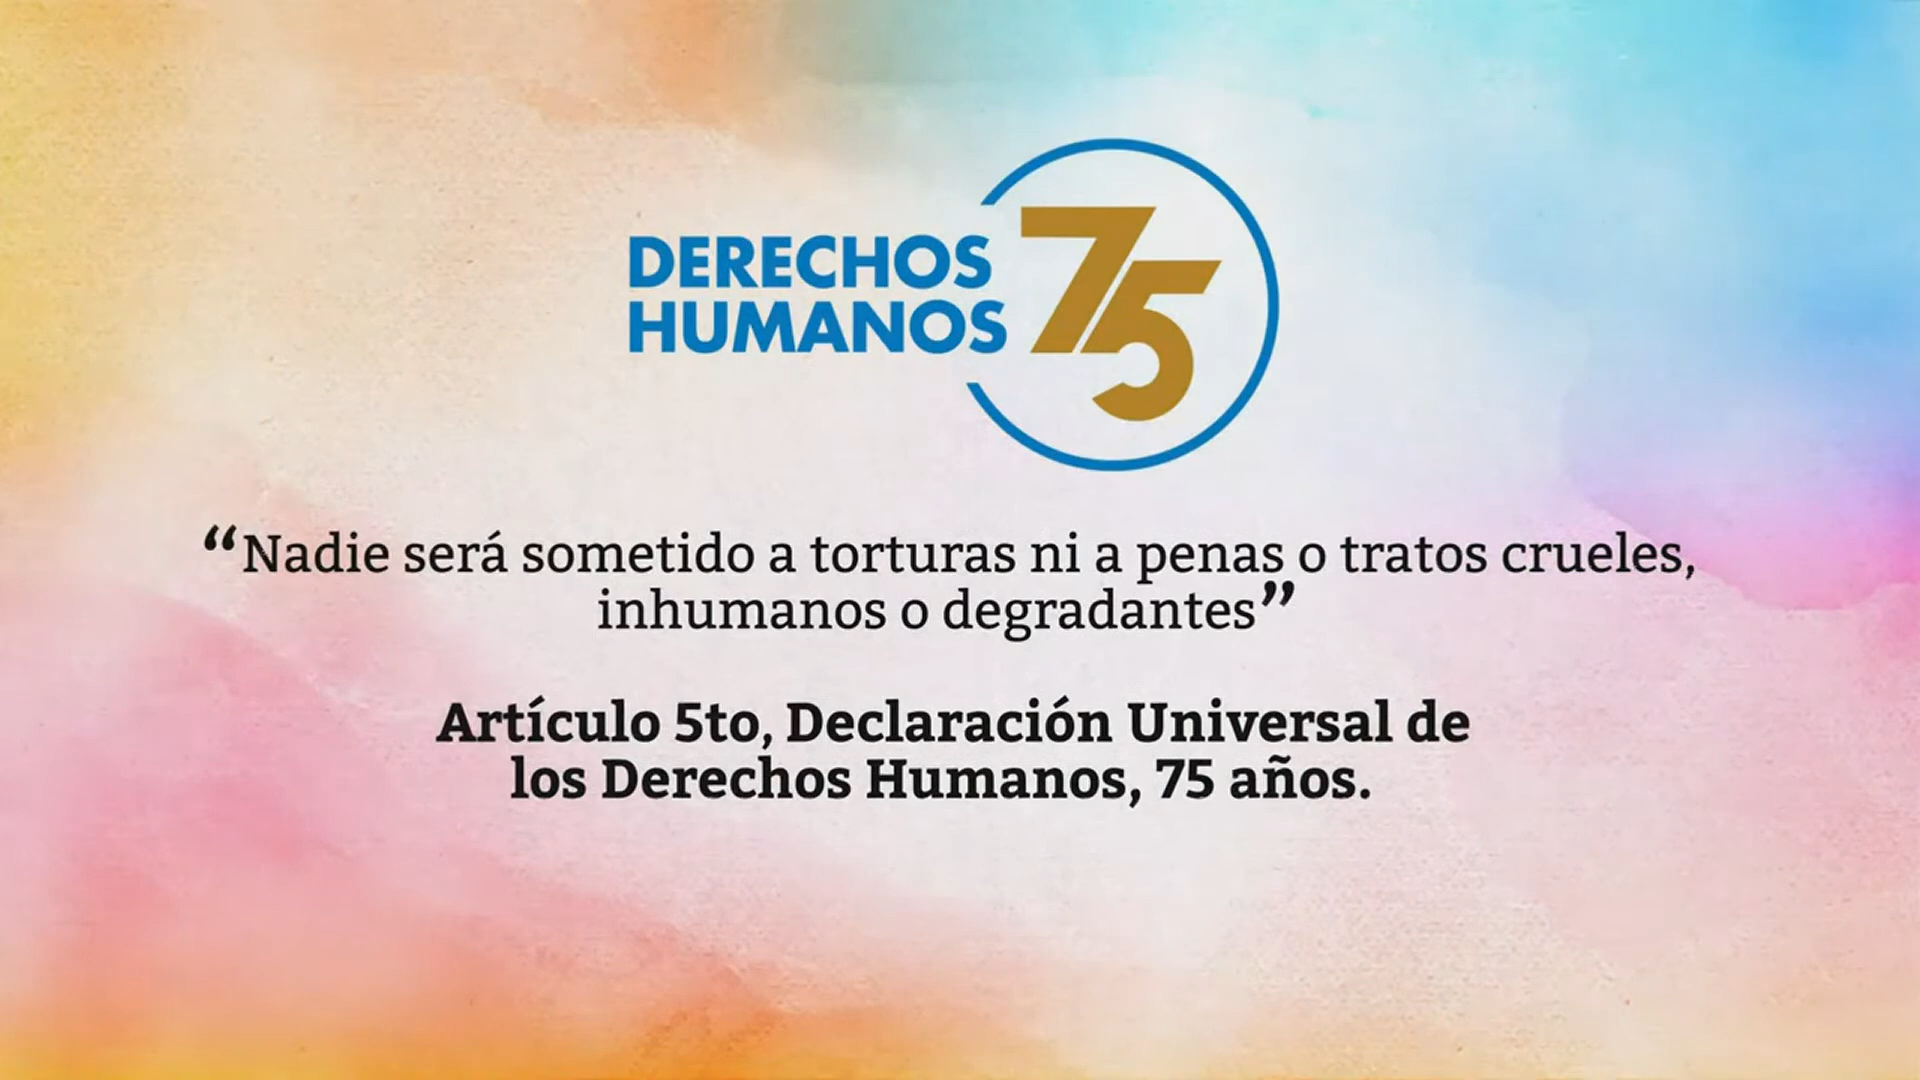 DERECHOS
HUMANOS
75
“Nadie será sometido a torturas ni a penas o tratos crueles,
inhumanos o degradantes”
Artículo 5to, Declaración Universal de
los Derechos Humanos, 75 años.